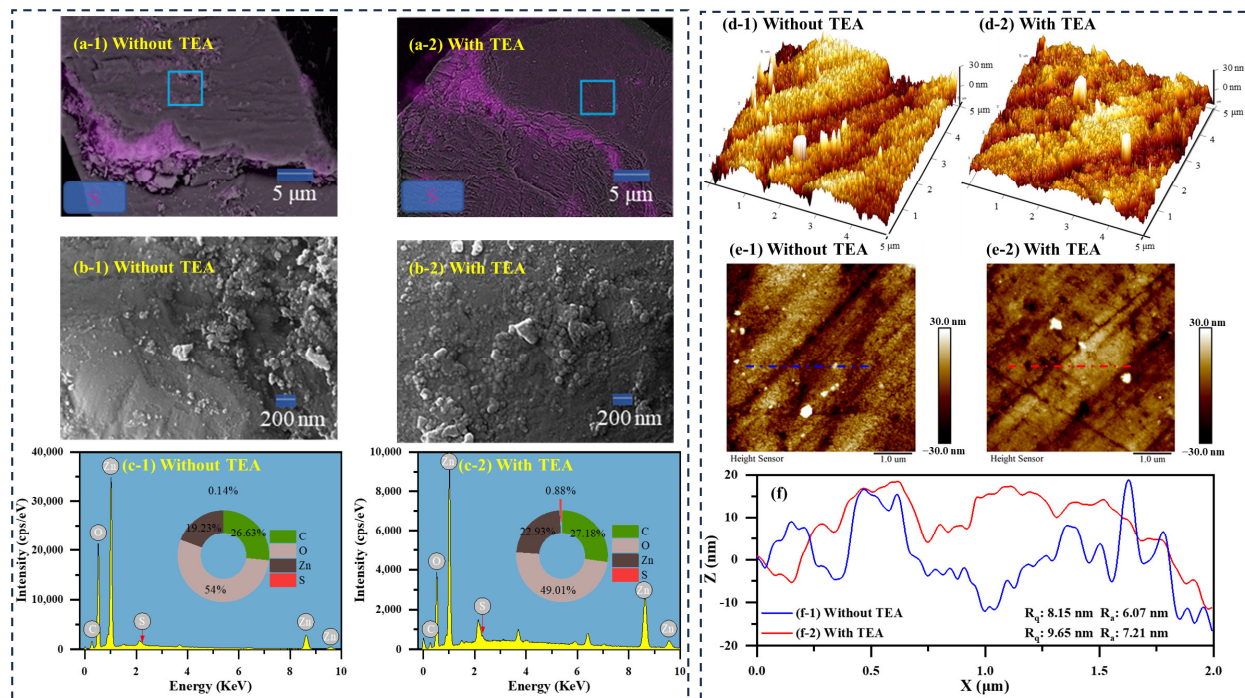 (a-1) Without TEA
5 μm
S
(a-2) With TEA
5 μm
S
(b-1) Without TEA
200 nm
(b-2) With TEA
200 nm
(c-1) Without TEA
40,000
30,000
20,000
10,000
0
Intensity (cps/eV)
C
O
Zn
S
Zn
Zn
0.14%
19.23%
26.63%
54%
C
O
Zn
S
0
2
4
6
8
10
Energy (KeV)
(c-2) With TEA
10,000
8,000
6,000
4,000
2,000
0
Intensity (cps/eV)
C
O
Zn
S
Zn
Zn
0.88%
22.93%
27.18%
49.01%
C
O
Zn
S
0
2
4
6
8
10
Energy (KeV)
(d-1) Without TEA
30 nm
0 nm
5 μm
4
3
2
1
1
2
3
4
5 μm
(d-2) With TEA
30 nm
0 nm
5 μm
4
3
2
1
1
2
3
4
5 μm
(e-1) Without TEA
30.0 nm
−30.0 nm
Height Sensor
1.0 um
(e-2) With TEA
30.0 nm
−30.0 nm
Height Sensor
1.0 um
(f)
20
10
0
-10
-20
Z (nm)
(f-1) Without TEA Rq: 8.15 nm Ra: 6.07 nm
(f-2) With TEA Rq: 9.65 nm Ra: 7.21 nm
0.0
0.5
1.0
1.5
2.0
X (μm)